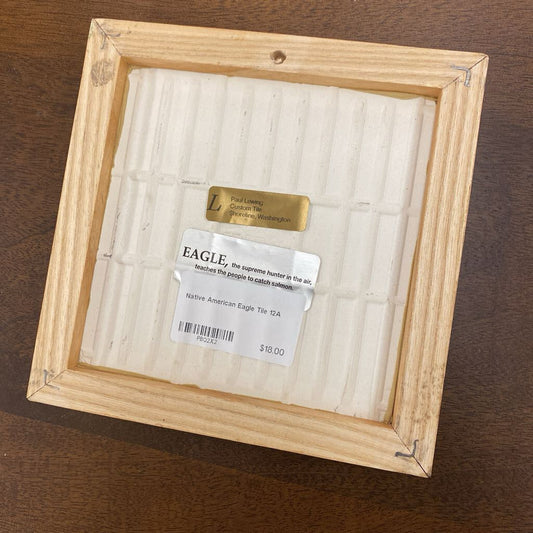 L
Paul Lewing
Custom Tile
Shoreline, Washington
EAGLE, the supreme hunter in the air,
teaches the people to catch salmon.
Native American Eagle Tile 12A
PB02X2
$18.00